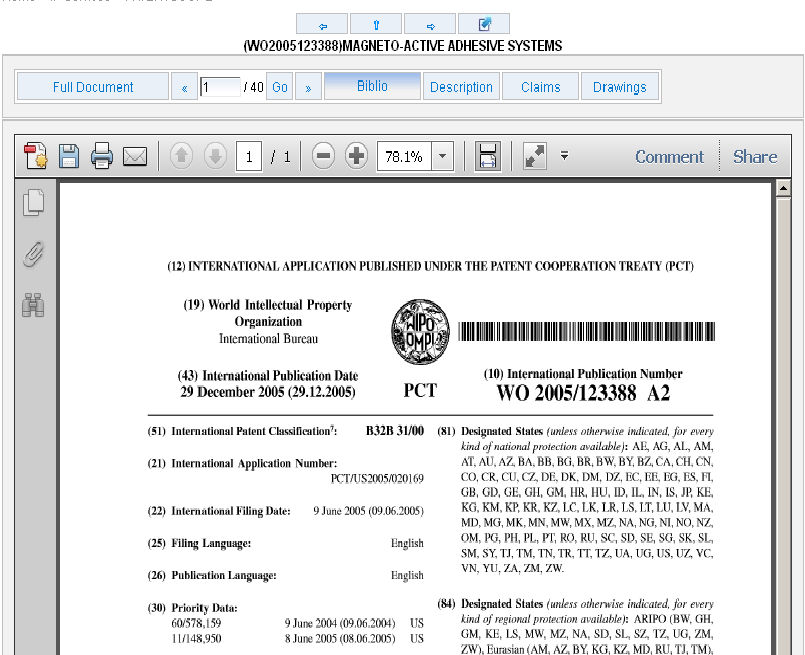 (WO2005123388)MAGNETO-ACTIVE ADHESIVE SYSTEMS
Full Document « 1 / 40 Go » Biblio Description Claims Drawings
1 / 1 78.1% Comment Share
(12) INTERNATIONAL APPLICATION PUBLISHED UNDER THE PATENT COOPERATION TREATY (PCT)
(19) World Intellectual Property
Organization
International Bureau
WIPO
OMPI
(43) International Publication Date
29 December 2005 (29.12.2005)
PCT
(10) International Publication Number
WO 2005/123388 A2
(51) International Patent Classification7: B32B 31/00
(21) International Application Number:
PCT/US2005/020169
(22) International Filing Date: 9 June 2005 (09.06.2005)
(25) Filing Language: English
(26) Publication Language: English
(30) Priority Data:
60/578,159 9 June 2004 (09.06.2004) US
11/148,950 8 June 2005 (08.06.2005) US
(81) Designated States (unless otherwise indicated, for every
kind of national protection available): AE, AG, AL, AM,
AT, AU, AZ, BA, BB, BG, BR, BW, BY, BZ, CA, CH, CN,
CO, CR, CU, CZ, DE, DK, DM, DZ, EC, EE, EG, ES, FI,
GB, GD, GE, GH, GM, HR, HU, ID, IL, IN, IS, JP, KE,
KG, KM, KP, KR, KZ, LC, LK, LR, LS, LT, LU, LV, MA,
MD, MG, MK, MN, MW, MX, MZ, NA, NG, NI, NO, NZ,
OM, PG, PH, PL, PT, RO, RU, SC, SD, SE, SG, SK, SL,
SM, SY, TJ, TM, TN, TR, TT, TZ, UA, UG, US, UZ, VC,
VN, YU, ZA, ZM, ZW.
(84) Designated States (unless otherwise indicated, for every
kind of regional protection available): ARIPO (BW, GH,
GM, KE, LS, MW, MZ, NA, SD, SL, SZ, TZ, UG, ZM,
ZW), Eurasian (AM, AZ, BY, KG, KZ, MD, RU, TJ, TM),